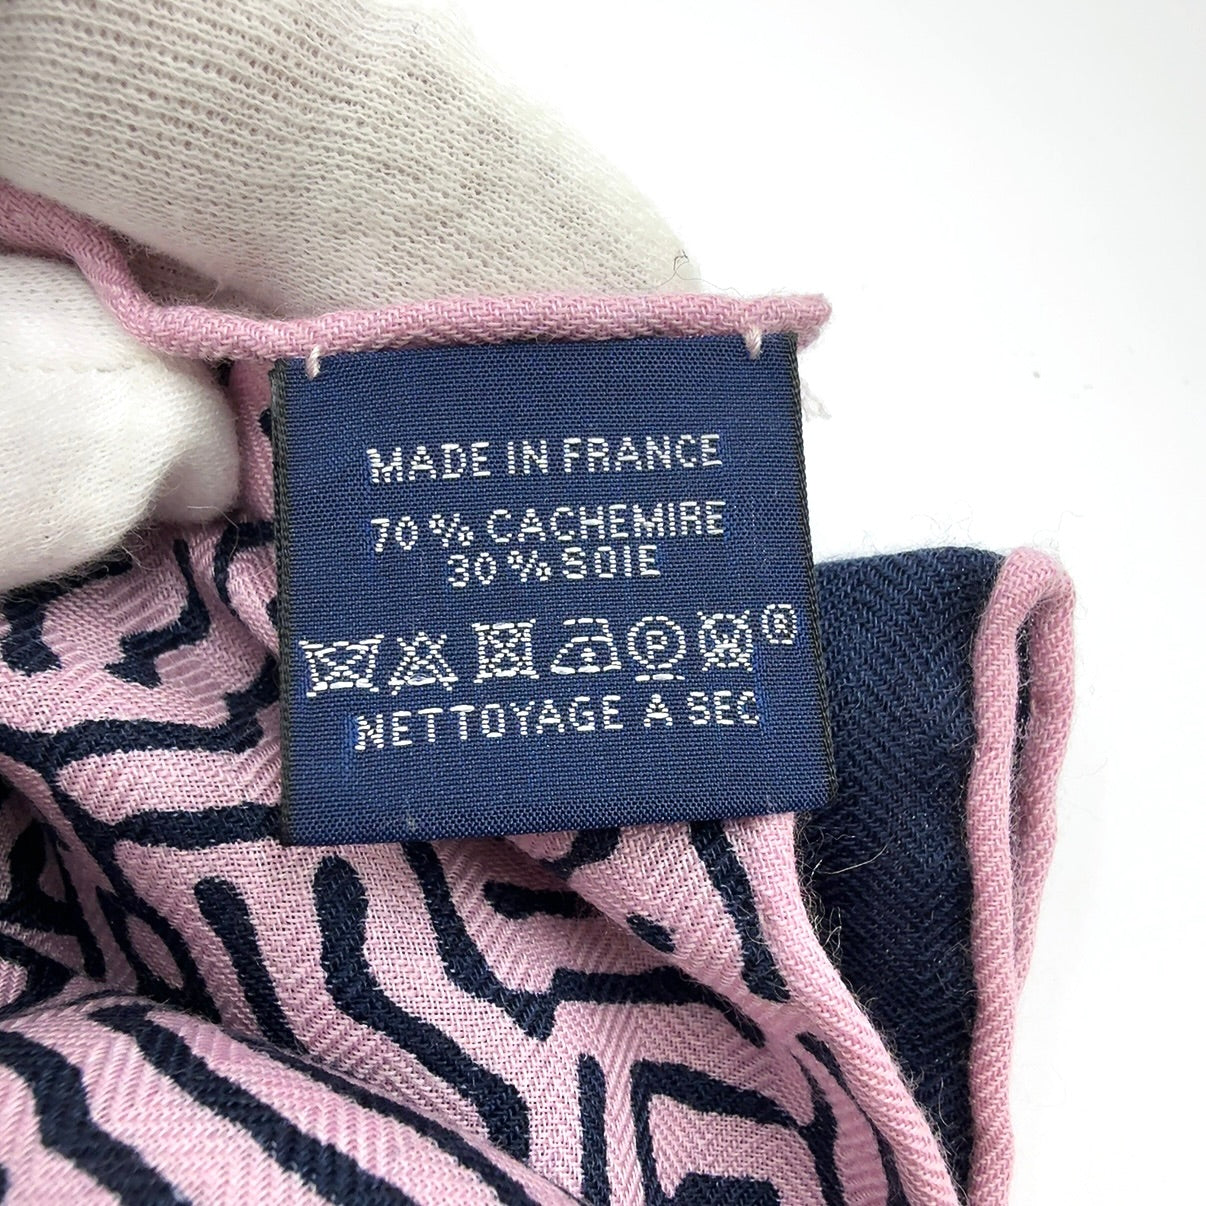 MADE IN FRANCE
70 % CACHEMIRE
30 % SOIE
P W ®
NETTOYAGE A SEC